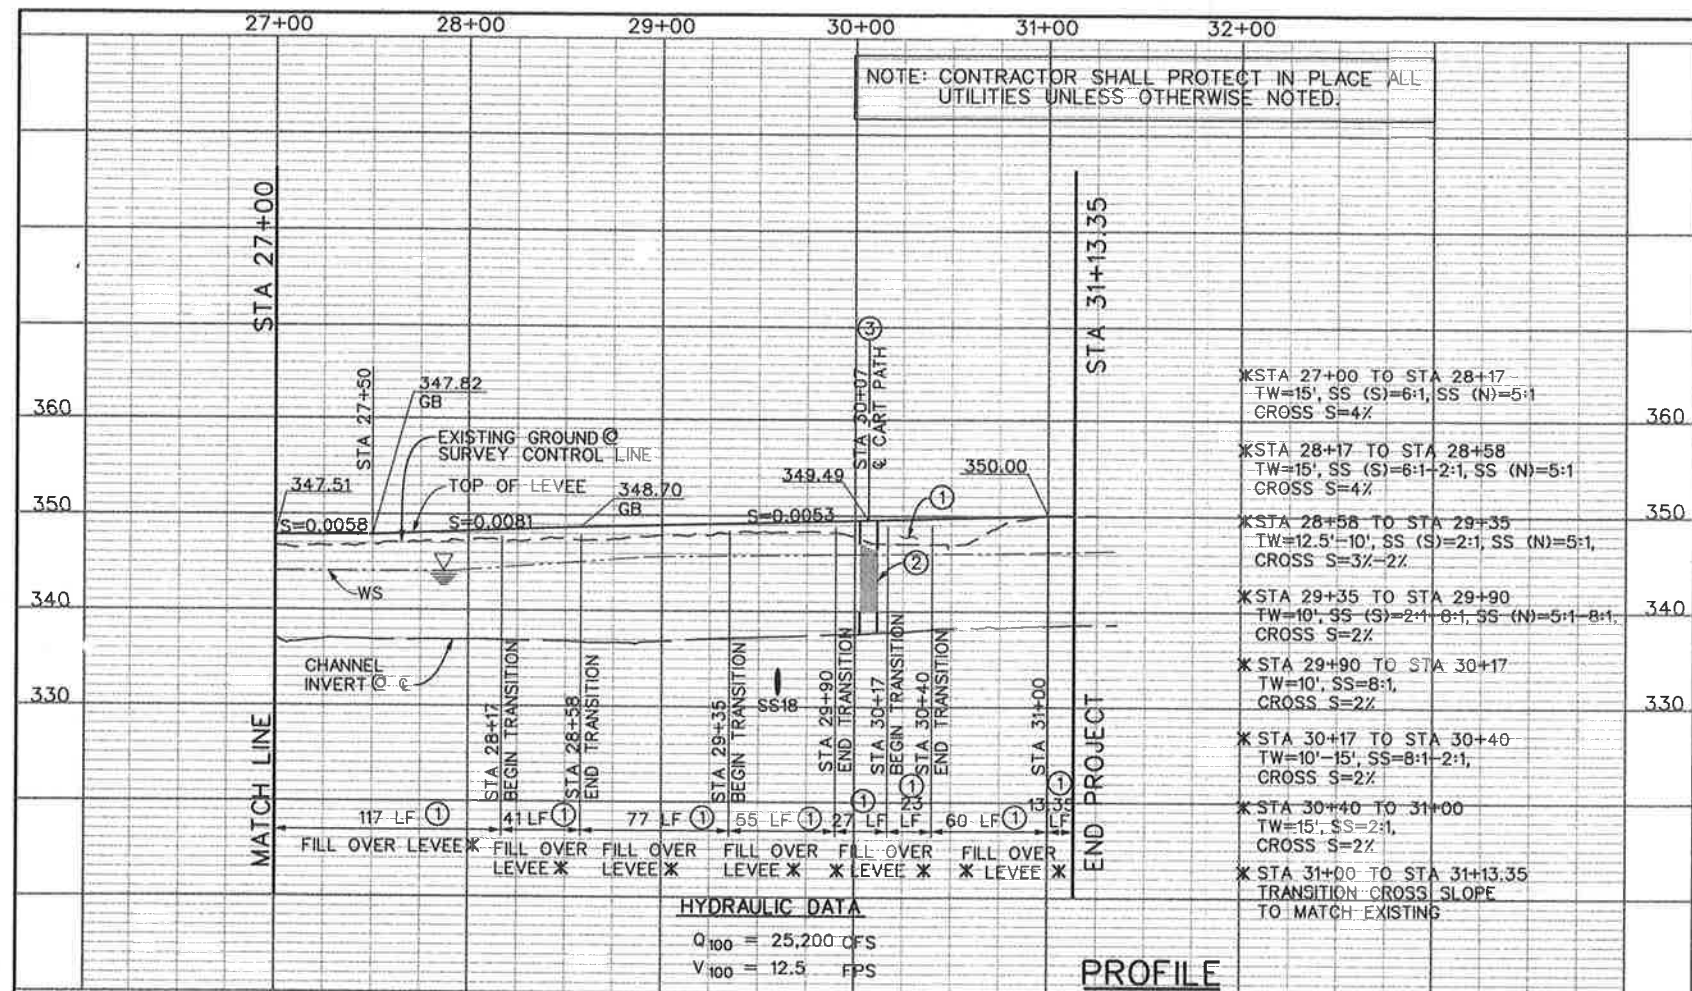 27+00 28+00 29+00 30+00 31+00 32+00
NOTE: CONTRACTOR SHALL PROTECT IN PLACE ALL
UTILITIES UNLESS OTHERWISE NOTED.
STA 27+00
STA 31+13.35
3
STA 27+50
347.82
GB
STA 30+07
℄ CART PATH
360
360
EXISTING GROUND @
SURVEY CONTROL LINE
TOP OF LEVEE
347.51
348.70
GB
349.49
350.00
1
350
350
S=0.0058
S=0.0081
S=0.0053
2
WS
340
340
CHANNEL
INVERT @ ℄
330
330
SS18
STA 28+17
BEGIN TRANSITION
STA 28+58
END TRANSITION
STA 29+35
BEGIN TRANSITION
STA 29+90
END TRANSITION
STA 30+17
BEGIN TRANSITION
STA 30+40
END TRANSITION
STA 31+00
MATCH LINE
END PROJECT
117 LF 1
41 LF 1
77 LF 1
55 LF 1
1
27 LF
1
23
LF
60 LF 1
1
13.35
LF
FILL OVER LEVEE*
FILL OVER
LEVEE *
FILL OVER
LEVEE *
FILL OVER
LEVEE *
FILL OVER
* LEVEE *
FILL OVER
* LEVEE *
*STA 27+00 TO STA 28+17
TW=15', SS (S)=6:1, SS (N)=5:1
CROSS S=4%
*STA 28+17 TO STA 28+58
TW=15', SS (S)=6:1-2:1, SS (N)=5:1
CROSS S=4%
*STA 28+58 TO STA 29+35
TW=12.5'-10', SS (S)=2:1, SS (N)=5:1,
CROSS S=3%-2%
*STA 29+35 TO STA 29+90
TW=10', SS (S)=2:1-8:1, SS (N)=5:1-8:1,
CROSS S=2%
* STA 29+90 TO STA 30+17
TW=10', SS=8:1,
CROSS S=2%
* STA 30+17 TO STA 30+40
TW=10'-15', SS=8:1-2:1,
CROSS S=2%
* STA 30+40 TO 31+00
TW=15', SS=2:1,
CROSS S=2%
* STA 31+00 TO STA 31+13.35
TRANSITION CROSS SLOPE
TO MATCH EXISTING
HYDRAULIC DATA
Q100 = 25,200 CFS
V100 = 12.5 FPS
PROFILE